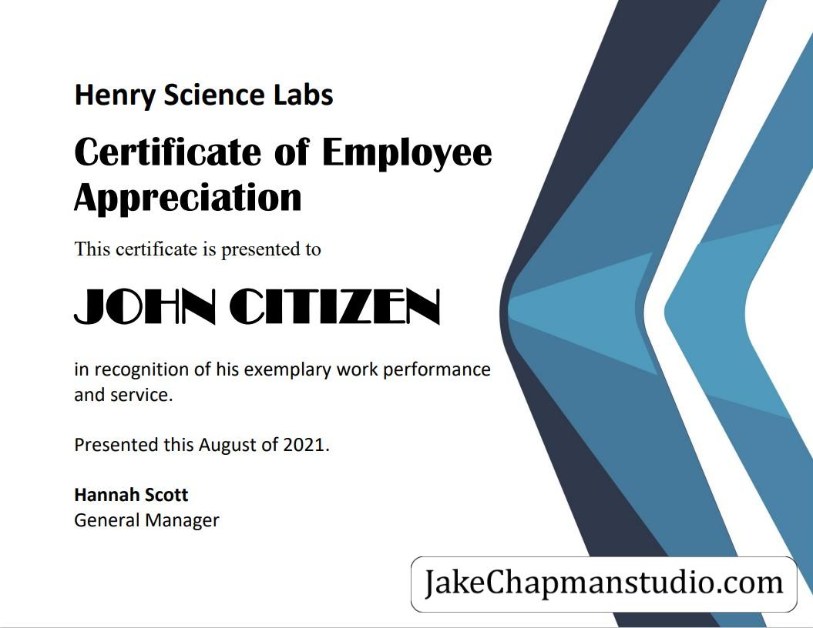 Henry Science Labs
Certificate of Employee
Appreciation
This certificate is presented to
JOHN CITIZEN
in recognition of his exemplary work performance
and service.
Presented this August of 2021.
Hannah Scott
General Manager
JakeChapmanstudio.com